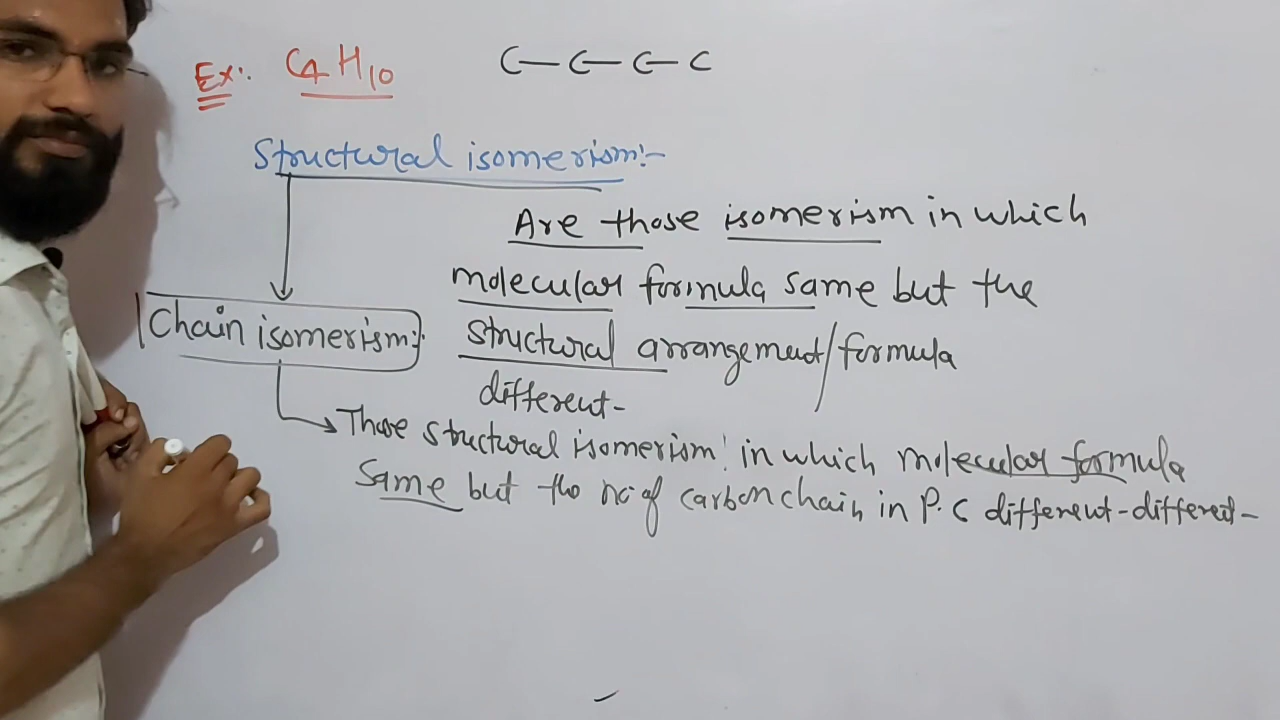 Ex:. C4H10 C—C—C—C
Structural isomerism:-
Are those isomerism in which
molecular formula same but the
Chain isomerism:- structural arrangement/formula
different-
Those structural isomerism: in which molecular formula
same but the no of carbon chain in P.C different-different-